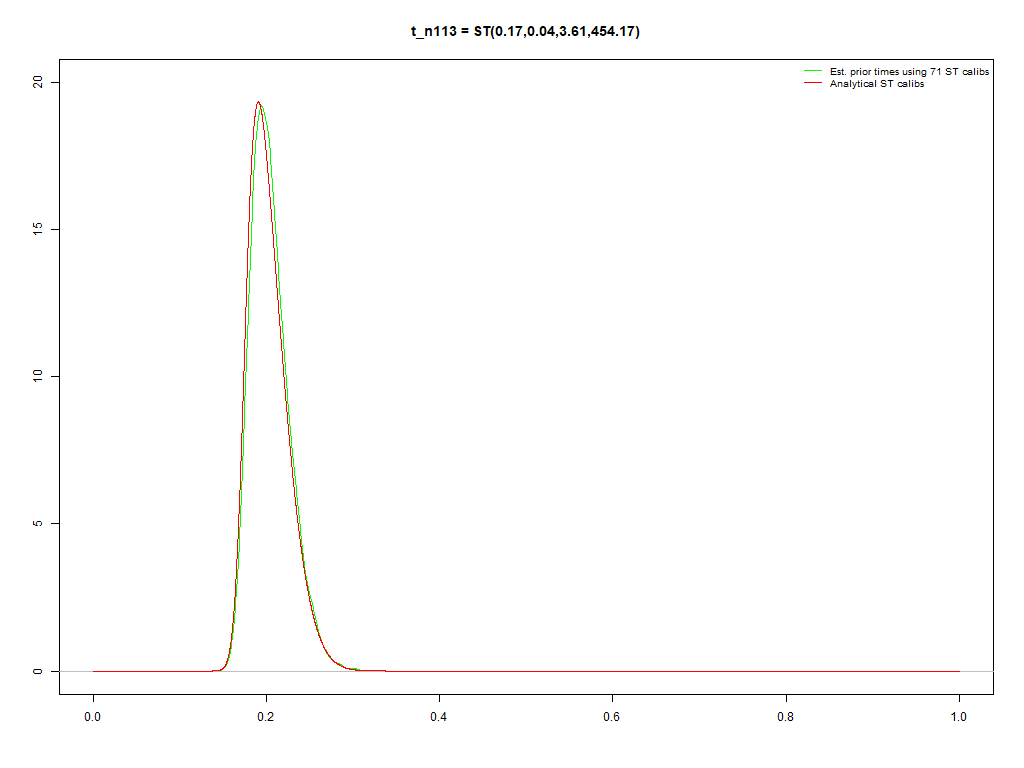 t_n113 = ST(0.17,0.04,3.61,454.17)
Est. prior times using 71 ST calibs
Analytical ST calibs
20
15
10
5
0
0.0 0.2 0.4 0.6 0.8 1.0